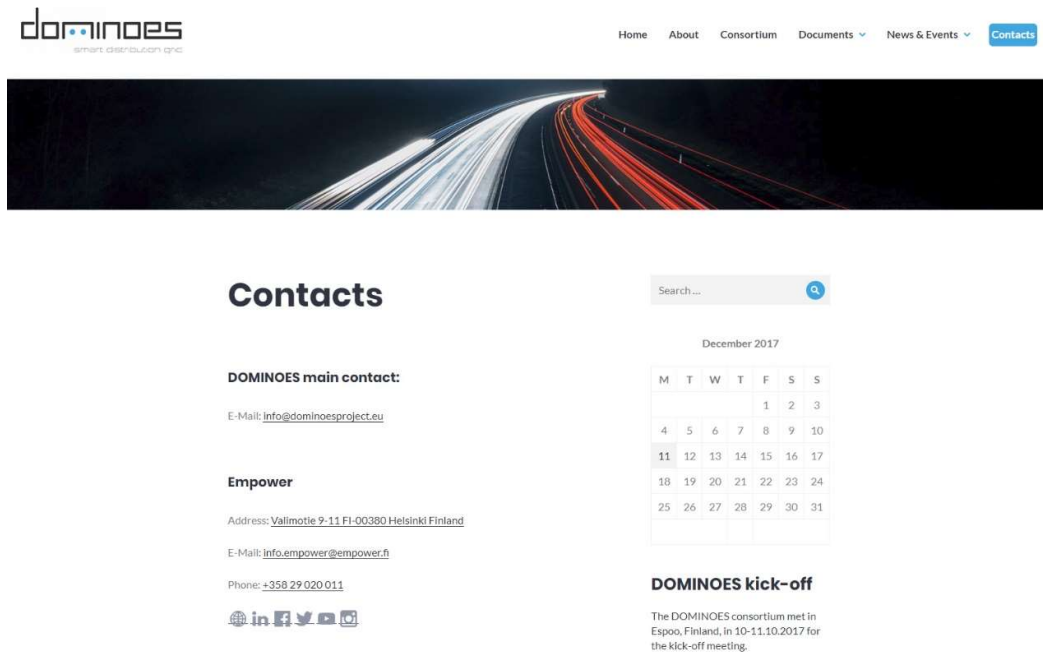 dominoes
smart distribution grid
Home About Consortium Documents News & Events Contacts
Contacts
DOMINOES main contact:
E-Mail: info@dominoesproject.eu
Empower
Address: Valimotie 9-11 FI-00380 Helsinki Finland
E-Mail: info.empower@empower.fi
Phone: +358 29 020 011
Search ...
December 2017
M T W T F S S
1 2 3
4 5 6 7 8 9 10
11 12 13 14 15 16 17
18 19 20 21 22 23 24
25 26 27 28 29 30 31
DOMINOES kick-off
The DOMINOES consortium met in
Espoo, Finland, in 10-11.10.2017 for
the kick-off meeting.